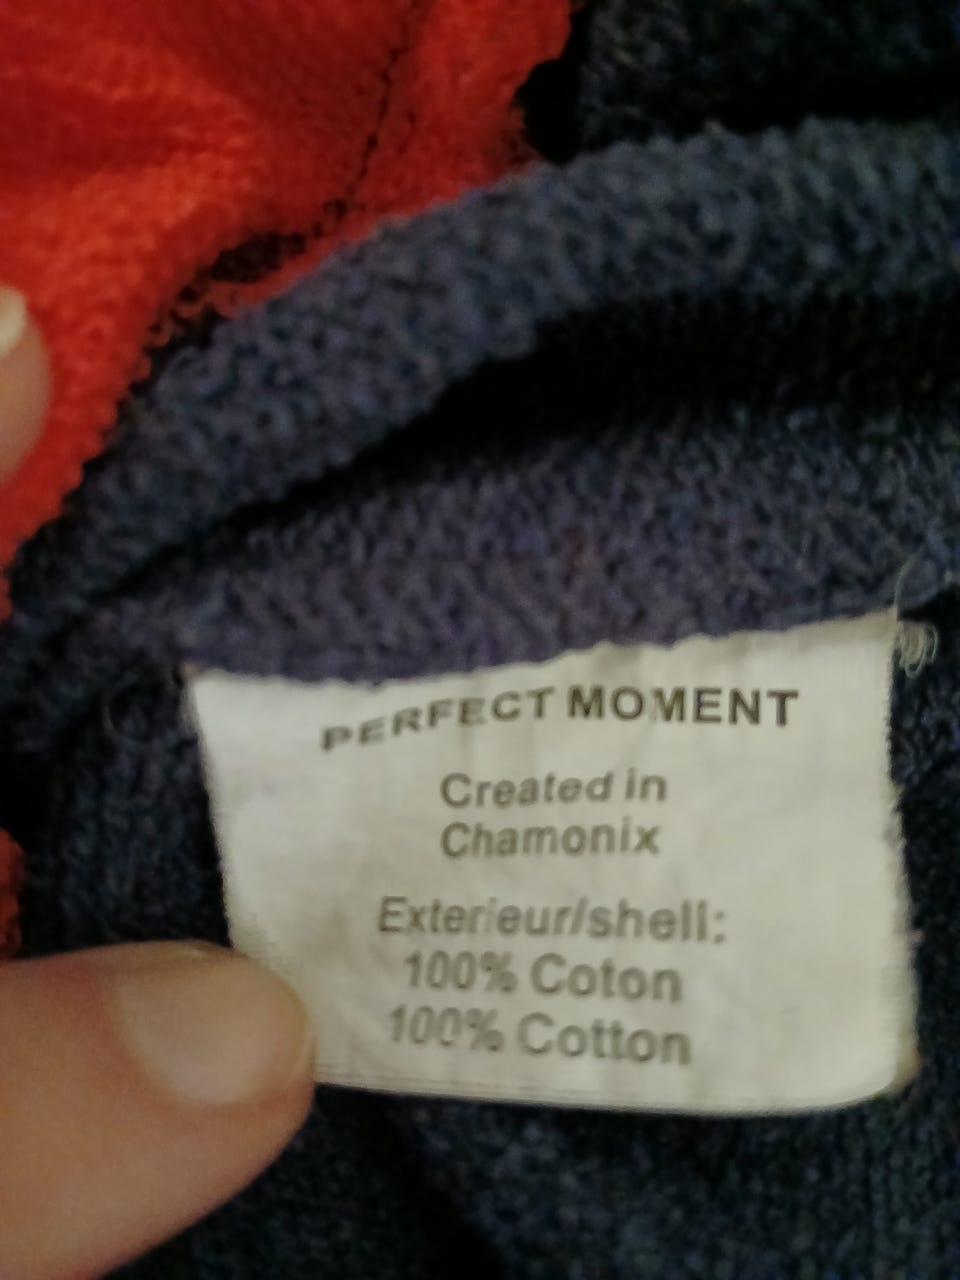 PERFECT MOMENT
Created in
Chamonix
Exterieur/shell:
100% Coton
100% Cotton